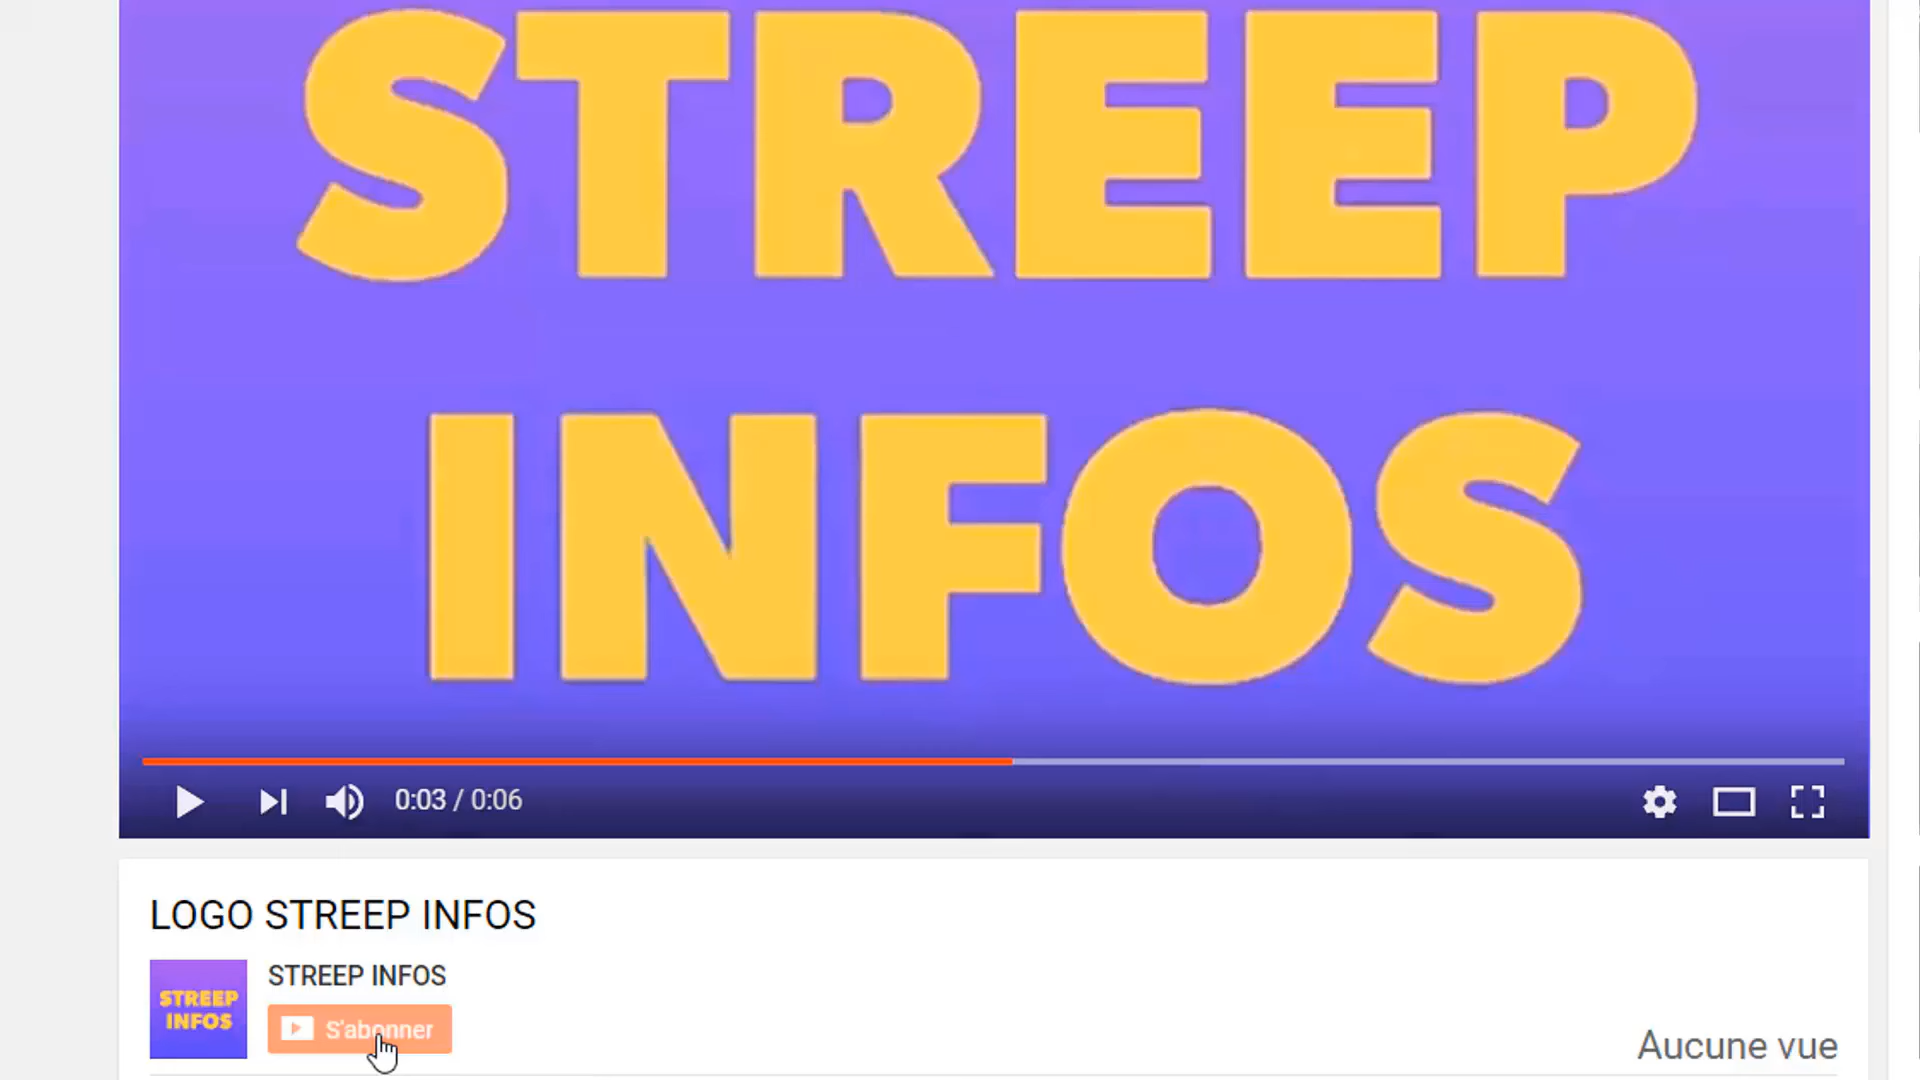 STREEP
INFOS
0:03 / 0:06
LOGO STREEP INFOS
STREEP INFOS
STREEP
INFOS
S'abonner
Aucune vue